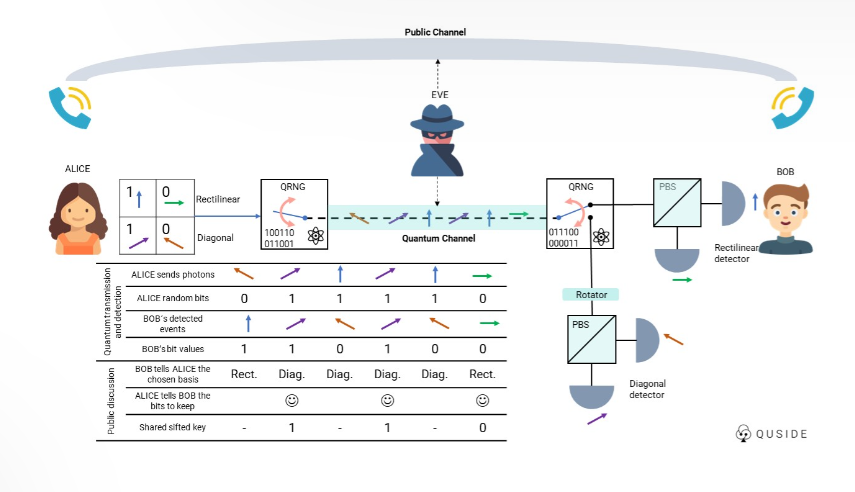 Public Channel
EVE
ALICE
1 0
Rectilinear
1 0
Diagonal
QRNG
100110
011001
Quantum Channel
QRNG
011100
000011
PBS
BOB
Rectilinear
detector
Rotator
PBS
Diagonal
detector
Quantum transmission
and detection
ALICE sends photons
ALICE random bits 0 1 1 1 1 0
BOB´s detected
events
BOB's bit values 1 1 0 1 0 0
Public discussion
BOB tells ALICE the
chosen basis Rect. Diag. Diag. Diag. Diag. Rect.
ALICE tells BOB the
bits to keep
Shared sifted key - 1 - 1 - 0
QUSIDE